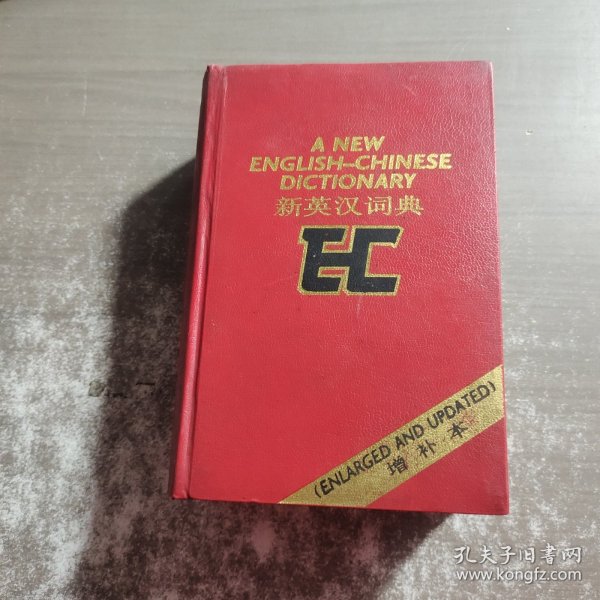 A NEW
ENGLISH–CHINESE
DICTIONARY
新英汉词典
EC
(ENLARGED AND UPDATED)
增补本
孔夫子旧书网
www.kongfz.com